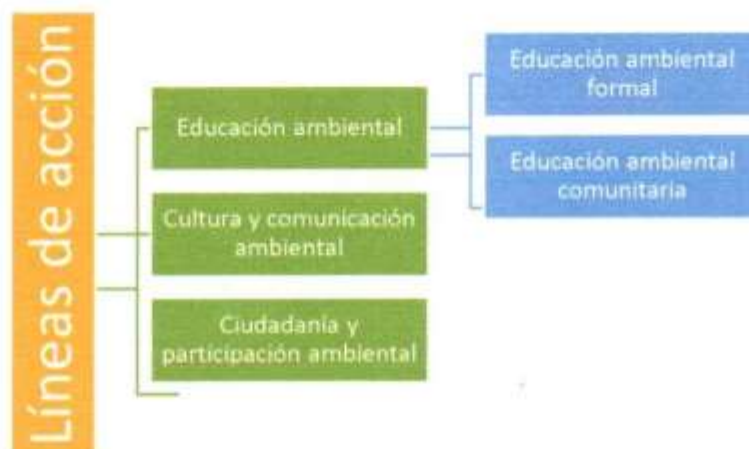 Líneas de acción
Educación ambiental
Cultura y comunicación
ambiental
Ciudadanía y
participación ambiental
Educación ambiental
formal
Educación ambiental
comunitaria